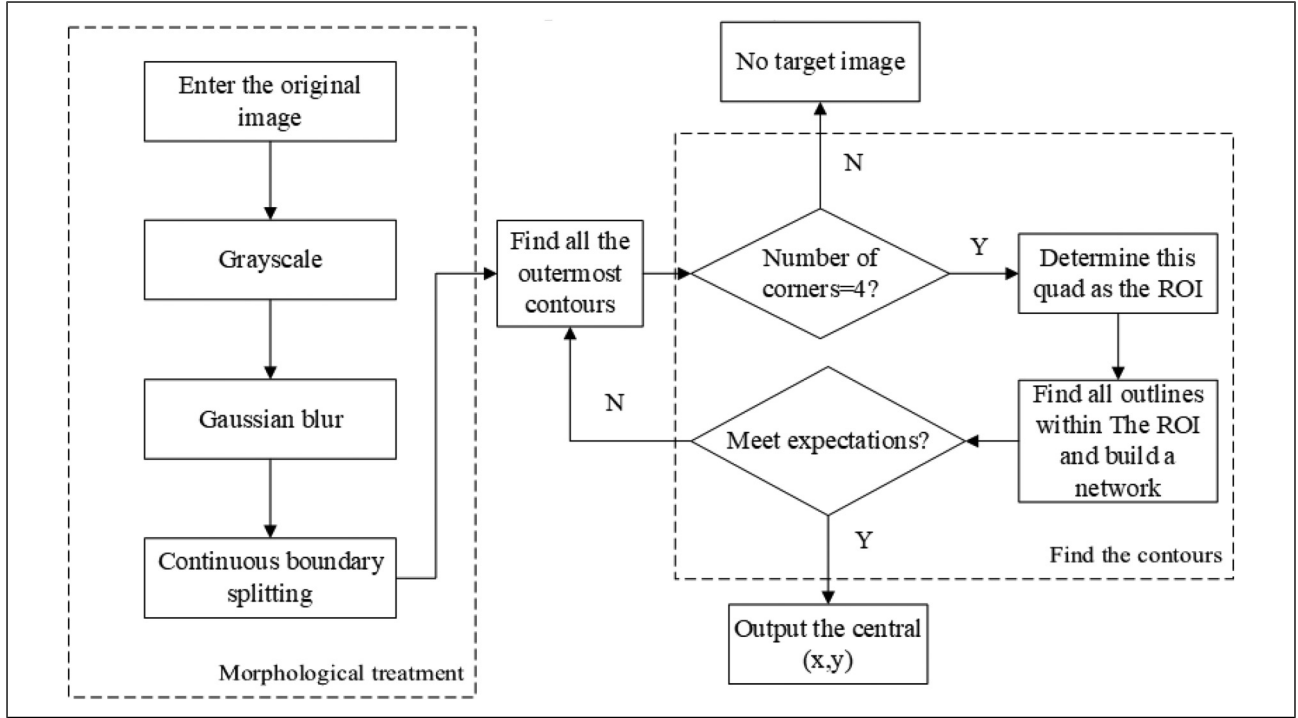 Enter the original
image
Grayscale
Gaussian blur
Continuous boundary
splitting
Morphological treatment
Find all the
outermost
contours
No target image
N
Number of
corners=4?
Y
Determine this
quad as the ROI
Find all outlines
within The ROI
and build a
network
Meet expectations?
N
Y
Find the contours
Output the central
(x,y)